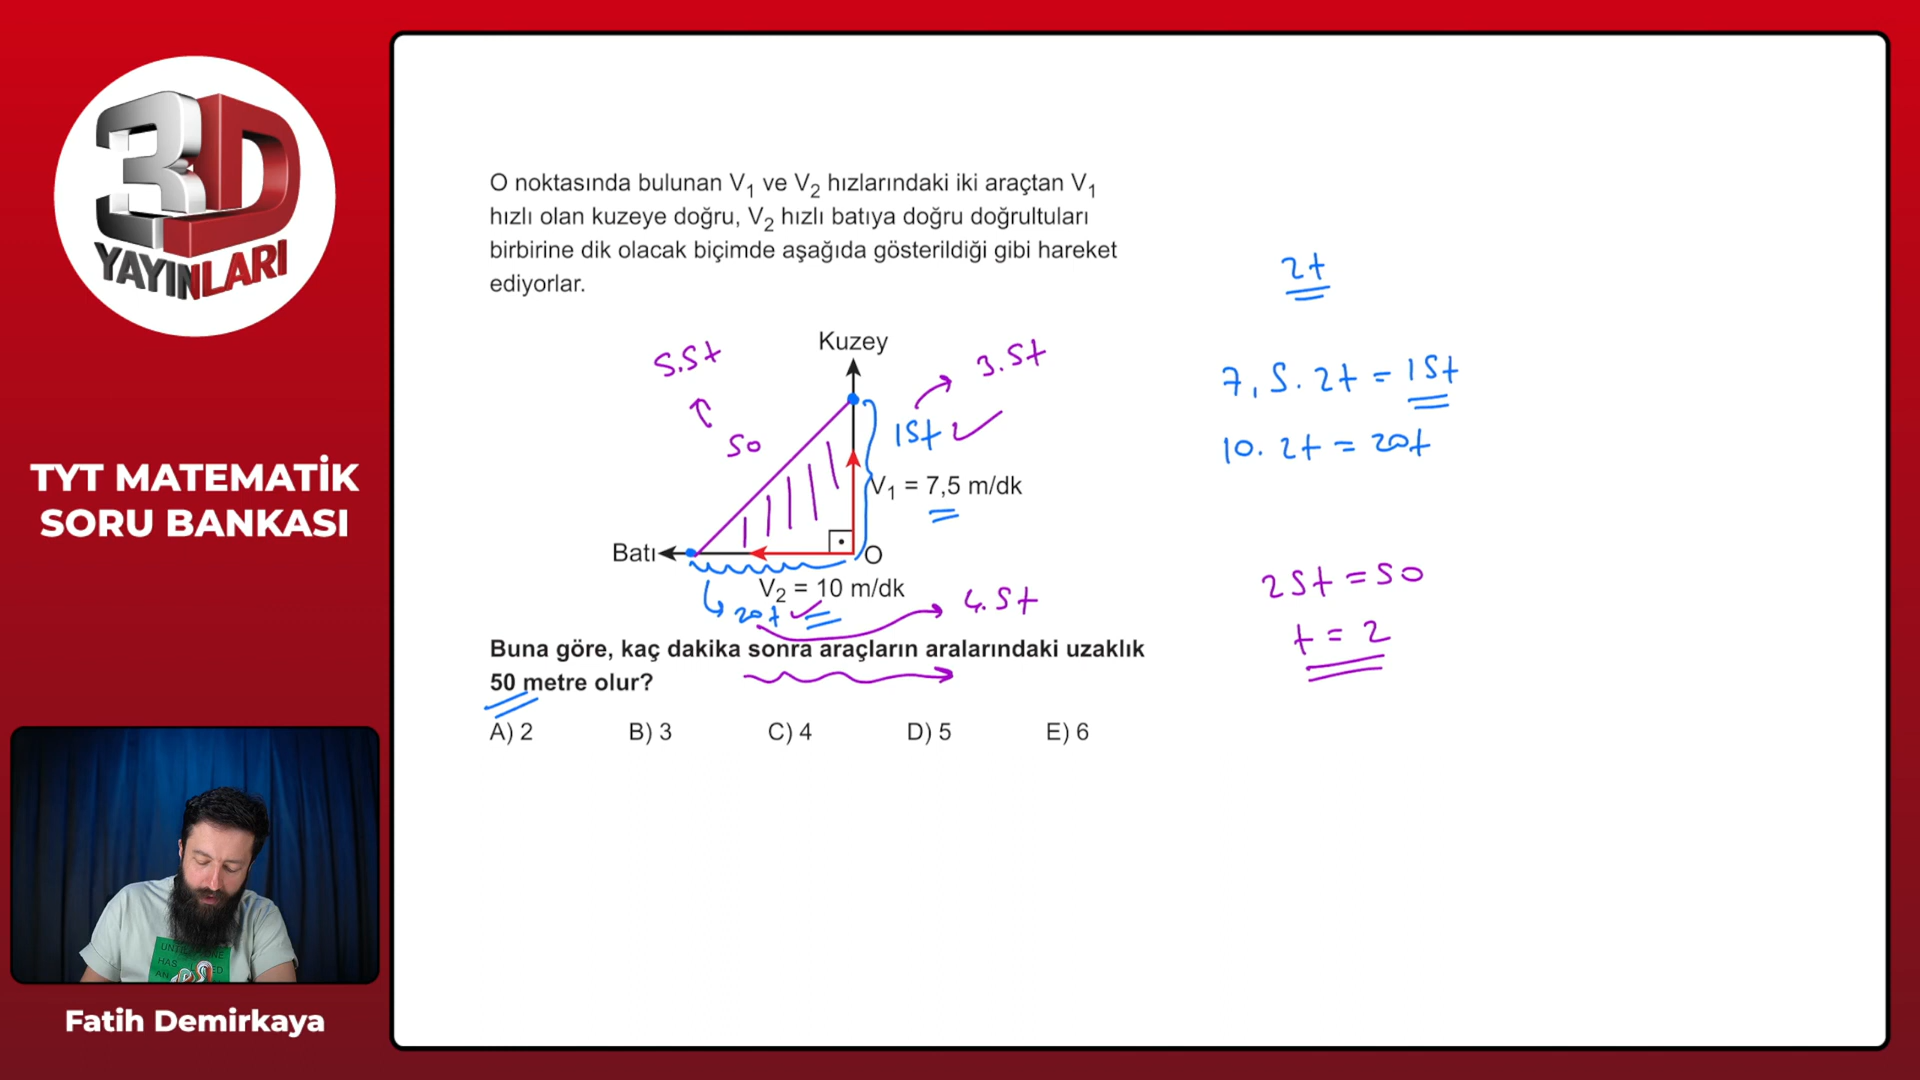 3D
YAYINLARI
TYT MATEMATİK
SORU BANKASI
UNTIL
HAS
AN
Fatih Demirkaya
O noktasında bulunan V₁ ve V₂ hızlarındaki iki araçtan V₁
hızlı olan kuzeye doğru, V₂ hızlı batıya doğru doğrultuları
birbirine dik olacak biçimde aşağıda gösterildiği gibi hareket
ediyorlar.
Kuzey
5.5t
3.5t
50
15t
V₁ = 7,5 m/dk
Batı
O
V₂ = 10 m/dk
20t
4.5t
Buna göre, kaç dakika sonra araçların aralarındaki uzaklık
50 metre olur?
A) 2 B) 3 C) 4 D) 5 E) 6
2t
7,5.2t = 15t
10.2t = 20t
25t = 50
t = 2